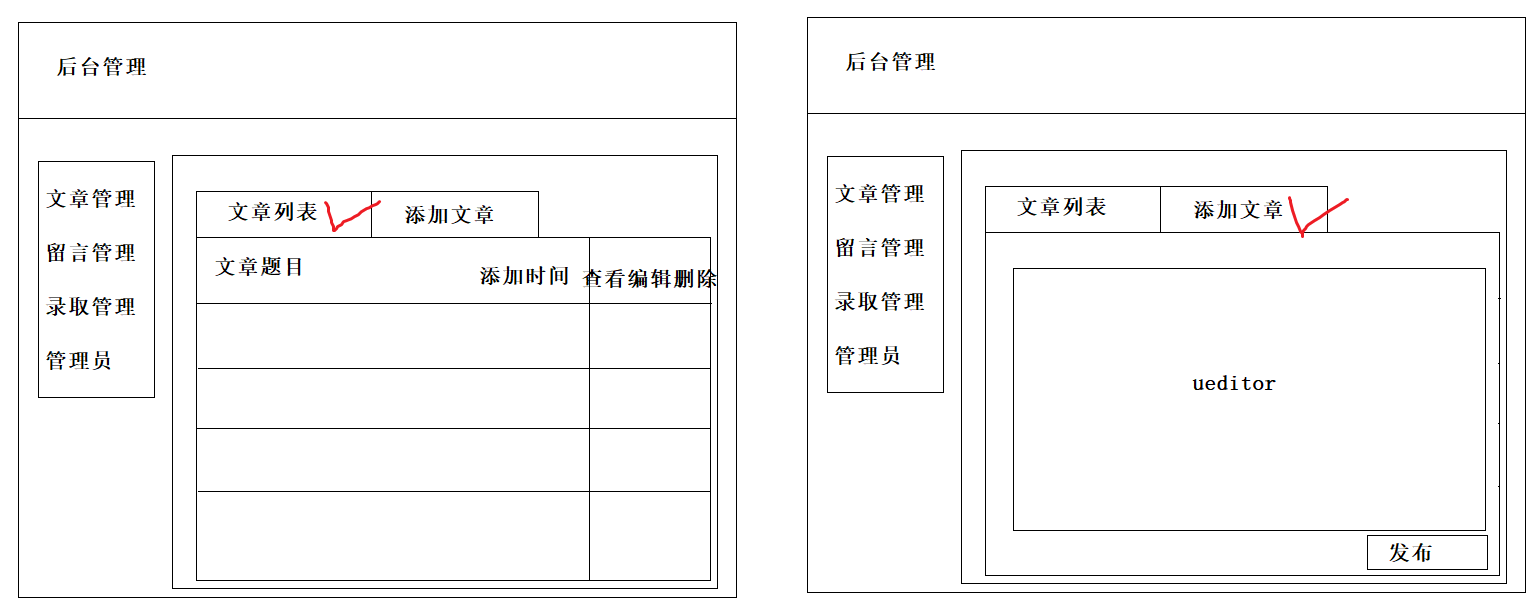 后台管理
文章管理
留言管理
录取管理
管理员
文章列表
添加文章
文章题目
添加时间
查看编辑删除
后台管理
文章管理
留言管理
录取管理
管理员
文章列表
添加文章
ueditor
发布